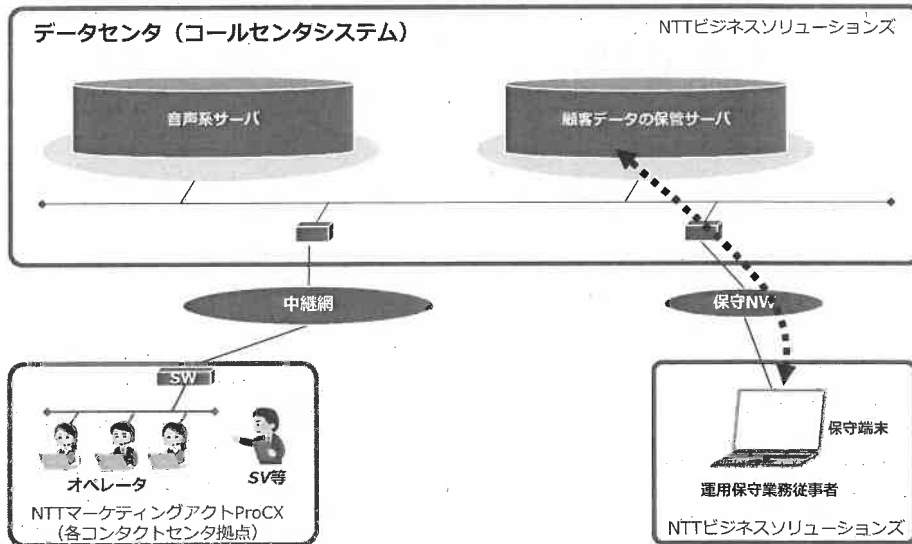 データセンタ（コールセンタシステム）
NTTビジネスソリューションズ
音声系サーバ
顧客データの保管サーバ
中継網
保守NW
SW
オペレータ
SV等
NTTマーケティングアクトProCX
（各コンタクトセンタ拠点）
保守端末
運用保守業務従事者
NTTビジネスソリューションズ